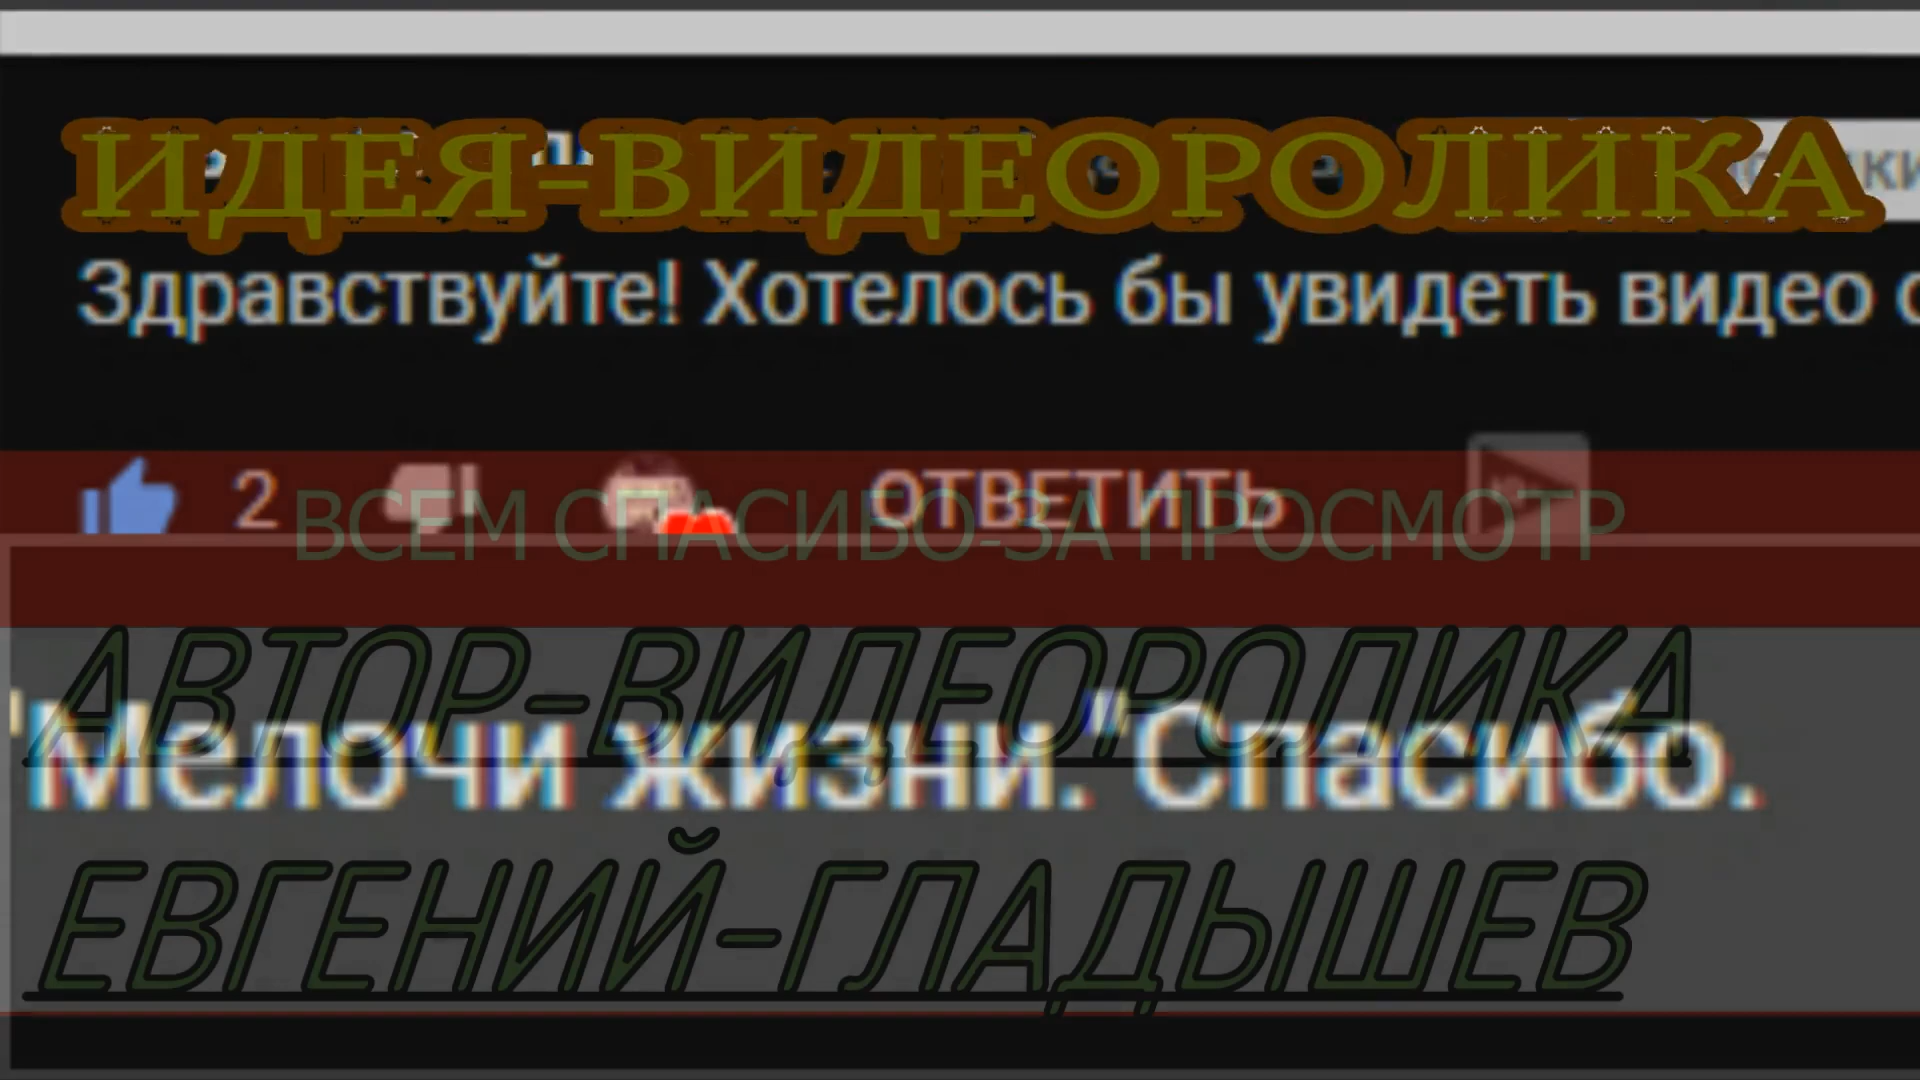 ИДЕЯ-ВИДЕОРОЛИКА
Здравствуйте! Хотелось бы увидеть видео с
2 ОТВЕТИТЬ
ВСЕМ СПАСИБО-ЗА ПРОСМОТР
АВТОР-ВИДЕОРОЛИКА
"Мелочи жизни."Спасибо.
ЕВГЕНИЙ-ГЛАДЫШЕВ